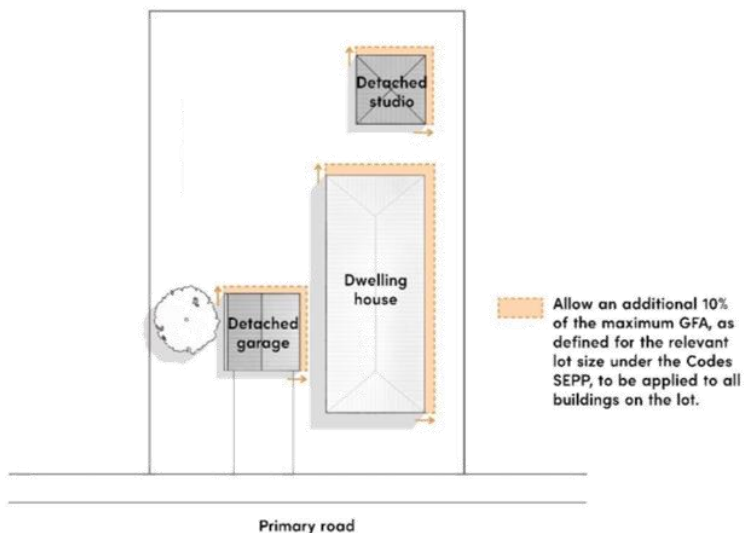 Detached
studio
Dwelling
house
Detached
garage
Allow an additional 10%
of the maximum GFA, as
defined for the relevant
lot size under the Codes
SEPP, to be applied to all
buildings on the lot.
Primary road